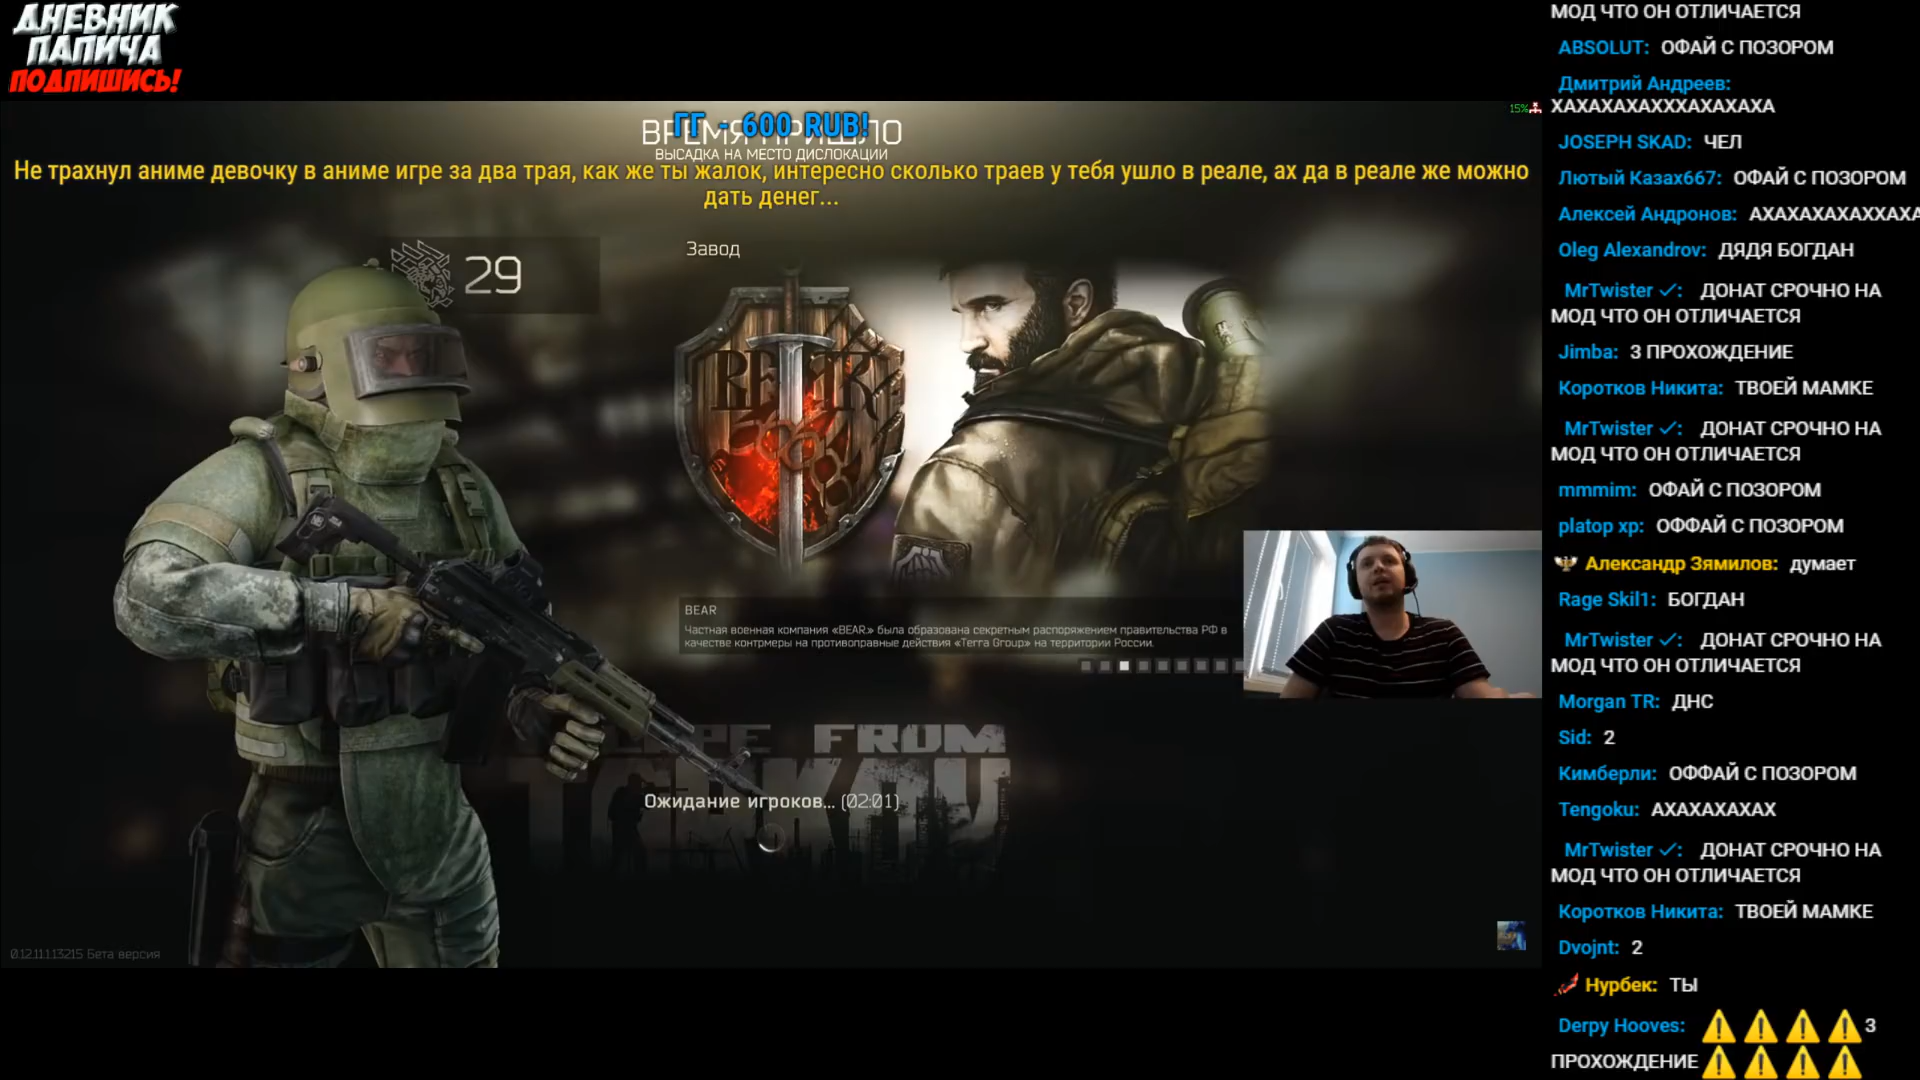 ДНЕВНИК
ПАПИЧА
ПОДПИШИСЬ!
15%
ГГ - 600 RUB!
ВРЕМЯ ПРИШЛО
ВЫСАДКА НА МЕСТО ДИСЛОКАЦИИ
Не трахнул аниме девочку в аниме игре за два трая, как же ты жалок, интересно сколько траев у тебя ушло в реале, ах да в реале же можно
дать денег...
29
Завод
BEAR
BEAR
Частная военная компания «BEAR.» была образована секретным распоряжением правительства РФ в
качестве контрмеры на противоправные действия «Terra Group» на территории России.
ESCAPE FROM
TARKOV
Ожидание игроков... (02:01)
0.12.11.1.13215 Бета версия
МОД ЧТО ОН ОТЛИЧАЕТСЯ
ABSOLUT: ОФАЙ С ПОЗОРОМ
Дмитрий Андреев:
ХАХАХАХАХХХАХАХАХА
JOSEPH SKAD: ЧЕЛ
Лютый Казах667: ОФАЙ С ПОЗОРОМ
Алексей Андронов: АХАХАХАХАХХАХА
Oleg Alexandrov: ДЯДЯ БОГДАН
MrTwister ✓: ДОНАТ СРОЧНО НА
МОД ЧТО ОН ОТЛИЧАЕТСЯ
Jimba: 3 ПРОХОЖДЕНИЕ
Коротков Никита: ТВОЕЙ МАМКЕ
MrTwister ✓: ДОНАТ СРОЧНО НА
МОД ЧТО ОН ОТЛИЧАЕТСЯ
mmmim: ОФАЙ С ПОЗОРОМ
platop xp: ОФФАЙ С ПОЗОРОМ
Александр Зямилов: думает
Rage Skil1: БОГДАН
MrTwister ✓: ДОНАТ СРОЧНО НА
МОД ЧТО ОН ОТЛИЧАЕТСЯ
Morgan TR: ДНС
Sid: 2
Кимберли: ОФФАЙ С ПОЗОРОМ
Tengoku: АХАХАХАХАХ
MrTwister ✓: ДОНАТ СРОЧНО НА
МОД ЧТО ОН ОТЛИЧАЕТСЯ
Коротков Никита: ТВОЕЙ МАМКЕ
Dvojnt: 2
Нурбек: ТЫ
Derpy Hooves: ⚠⚠⚠⚠3
ПРОХОЖДЕНИЕ⚠⚠⚠⚠